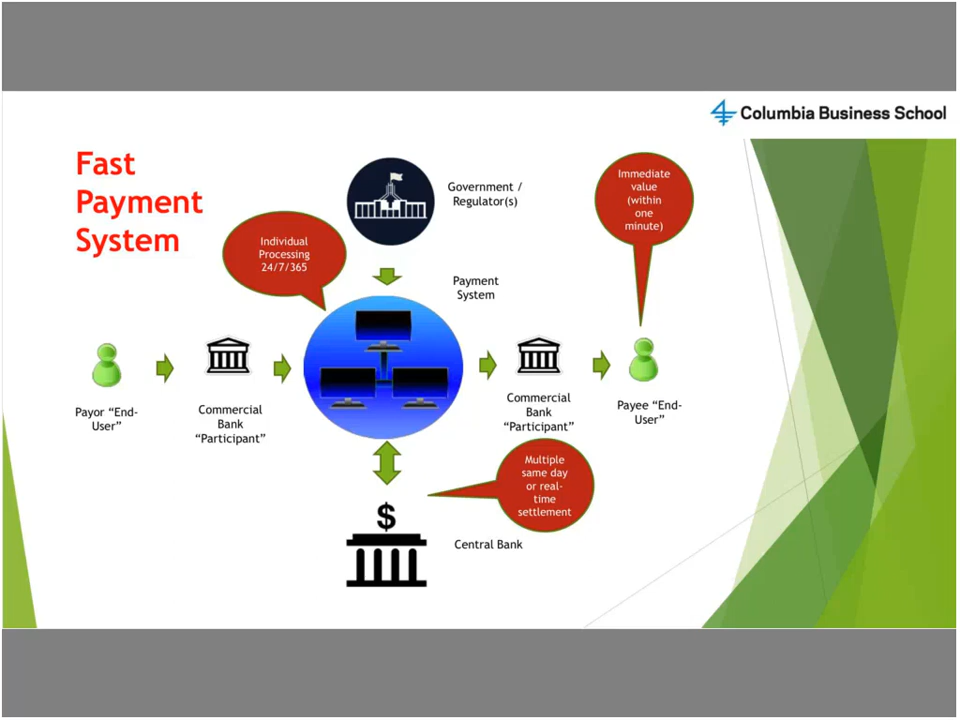 Columbia Business School
Fast
Payment
System
Government /
Regulator(s)
Immediate
value
(within
one
minute)
Individual
Processing
24/7/365
Payment
System
Payor “End-
User”
Commercial
Bank
“Participant”
Commercial
Bank
“Participant”
Payee “End-
User”
Multiple
same day
or real-
time
settlement
$
Central Bank